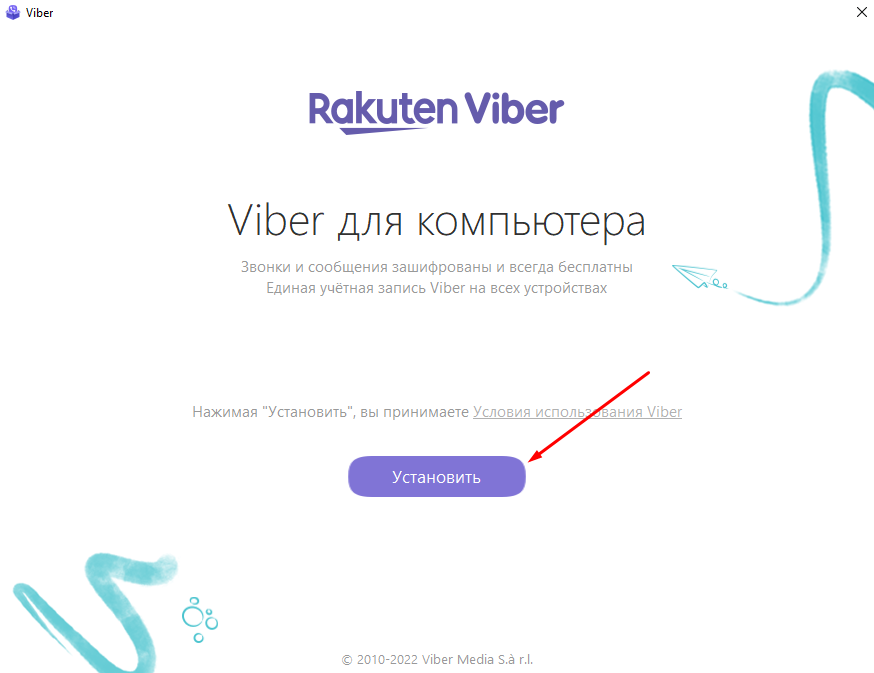 Viber
Rakuten Viber
Viber для компьютера
Звонки и сообщения зашифрованы и всегда бесплатны
Единая учётная запись Viber на всех устройствах
Нажимая "Установить", вы принимаете Условия использования Viber
Установить
© 2010-2022 Viber Media S.à r.l.